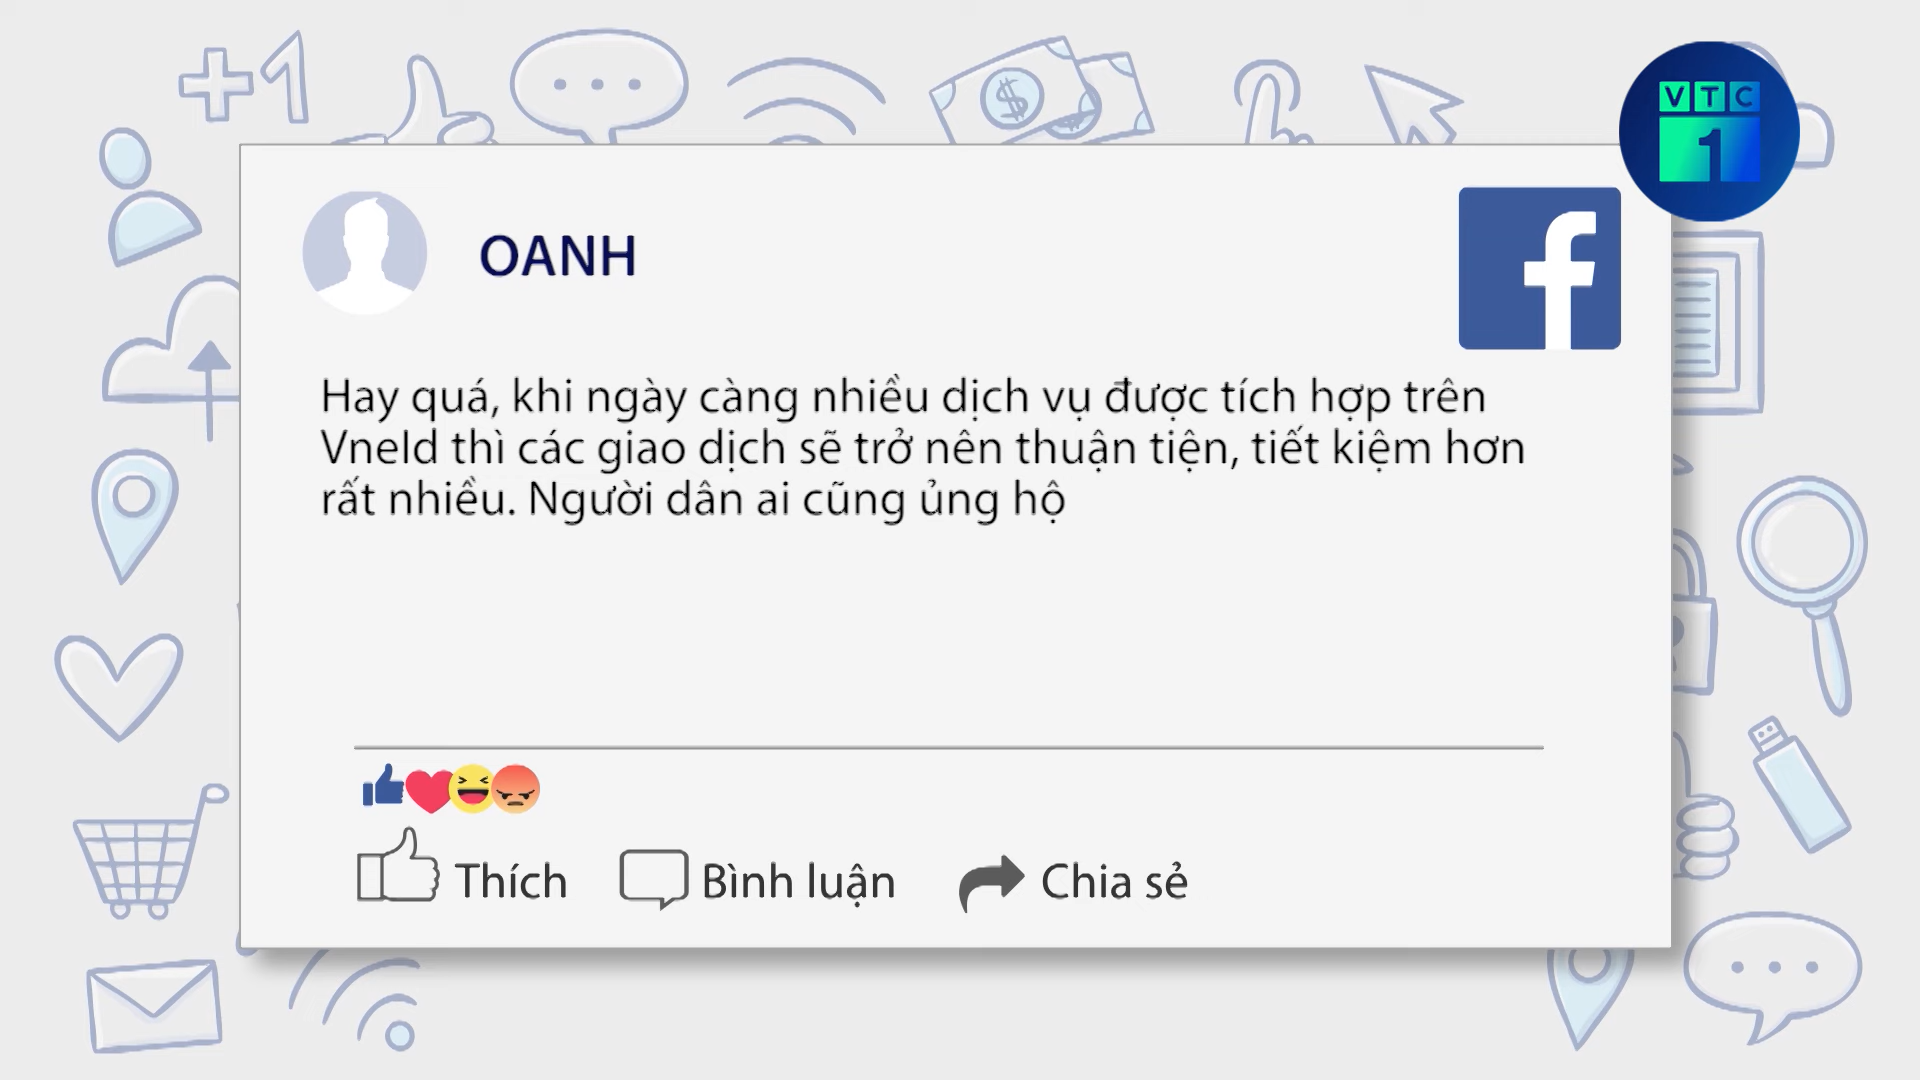 +1
VTC
1
OANH
Hay quá, khi ngày càng nhiều dịch vụ được tích hợp trên
VneId thì các giao dịch sẽ trở nên thuận tiện, tiết kiệm hơn
rất nhiều. Người dân ai cũng ủng hộ
Thích
Bình luận
Chia sẻ